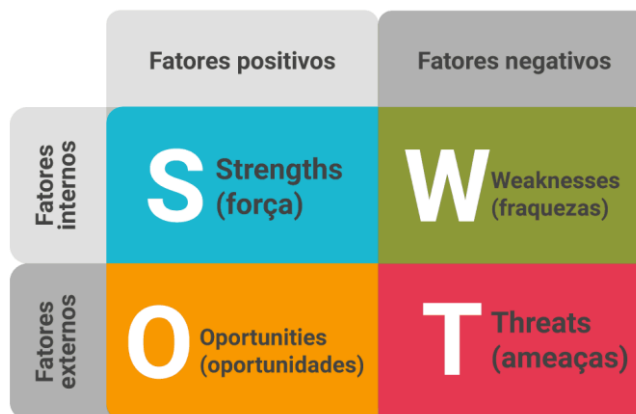 Fatores positivos
Fatores negativos
Fatores
internos
S
Strengths
(força)
W
Weaknesses
(fraquezas)
Fatores
externos
O
Oportunities
(oportunidades)
T
Threats
(ameaças)